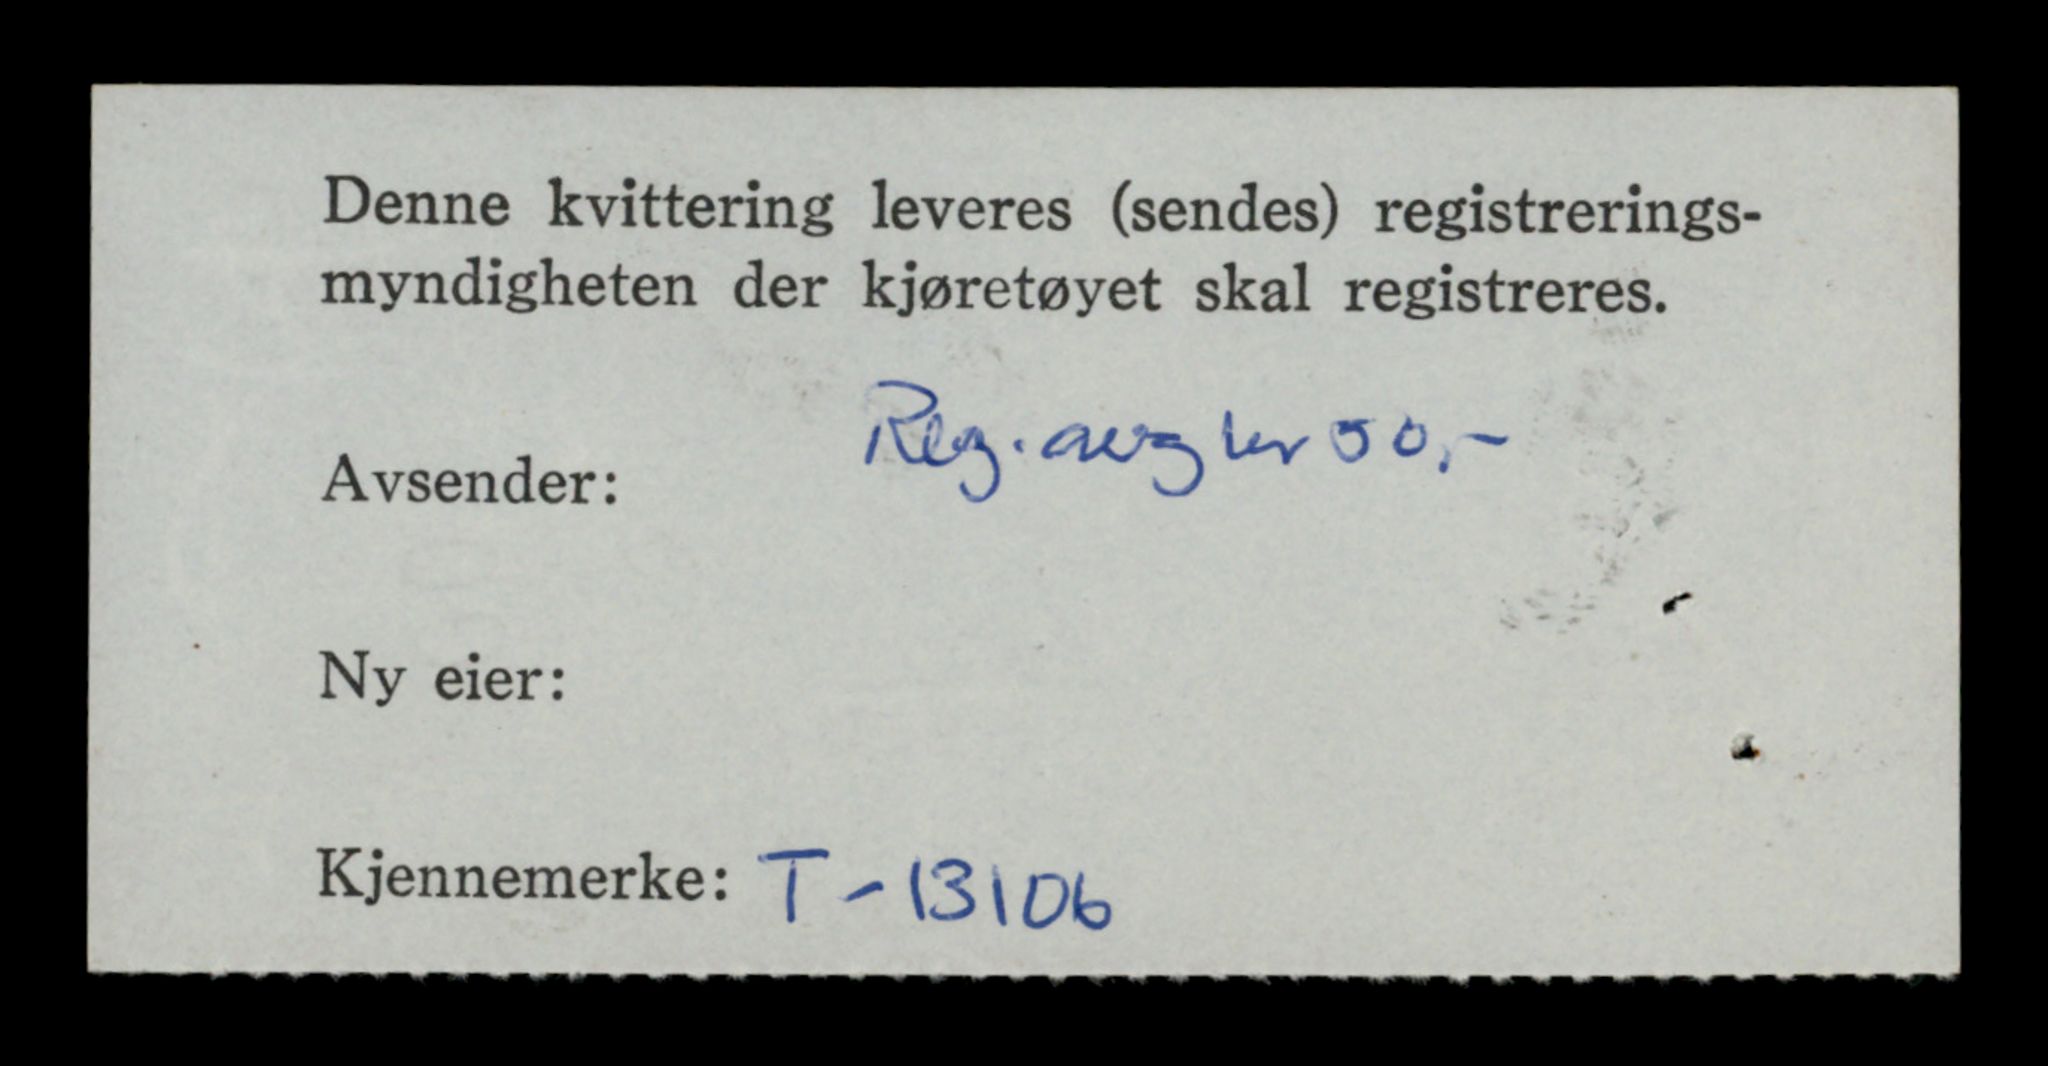 Denne kvittering leveres (sendes) registrerings-
myndigheten der kjøretøyet skal registreres.
Reg. avg kr 50,-
Avsender:
Ny eier:
Kjennemerke: T-13106